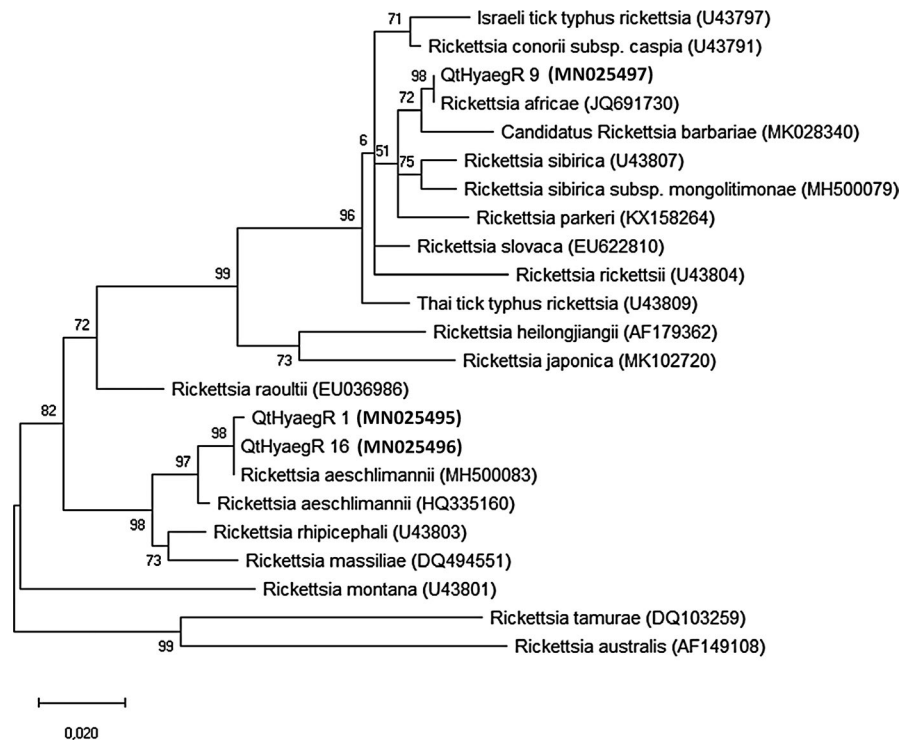 71
Israeli tick typhus rickettsia (U43797)
Rickettsia conorii subsp. caspia (U43791)
98
QtHyaegR 9 (MN025497)
72
Rickettsia africae (JQ691730)
Candidatus Rickettsia barbariae (MK028340)
6
51
75
Rickettsia sibirica (U43807)
Rickettsia sibirica subsp. mongolitimonae (MH500079)
96
Rickettsia parkeri (KX158264)
Rickettsia slovaca (EU622810)
99
Rickettsia rickettsii (U43804)
Thai tick typhus rickettsia (U43809)
72
Rickettsia heilongjiangii (AF179362)
73
Rickettsia japonica (MK102720)
Rickettsia raoultii (EU036986)
82
QtHyaegR 1 (MN025495)
98
QtHyaegR 16 (MN025496)
97
Rickettsia aeschlimannii (MH500083)
Rickettsia aeschlimannii (HQ335160)
98
Rickettsia rhipicephali (U43803)
73
Rickettsia massiliae (DQ494551)
Rickettsia montana (U43801)
Rickettsia tamurae (DQ103259)
99
Rickettsia australis (AF149108)
0,020